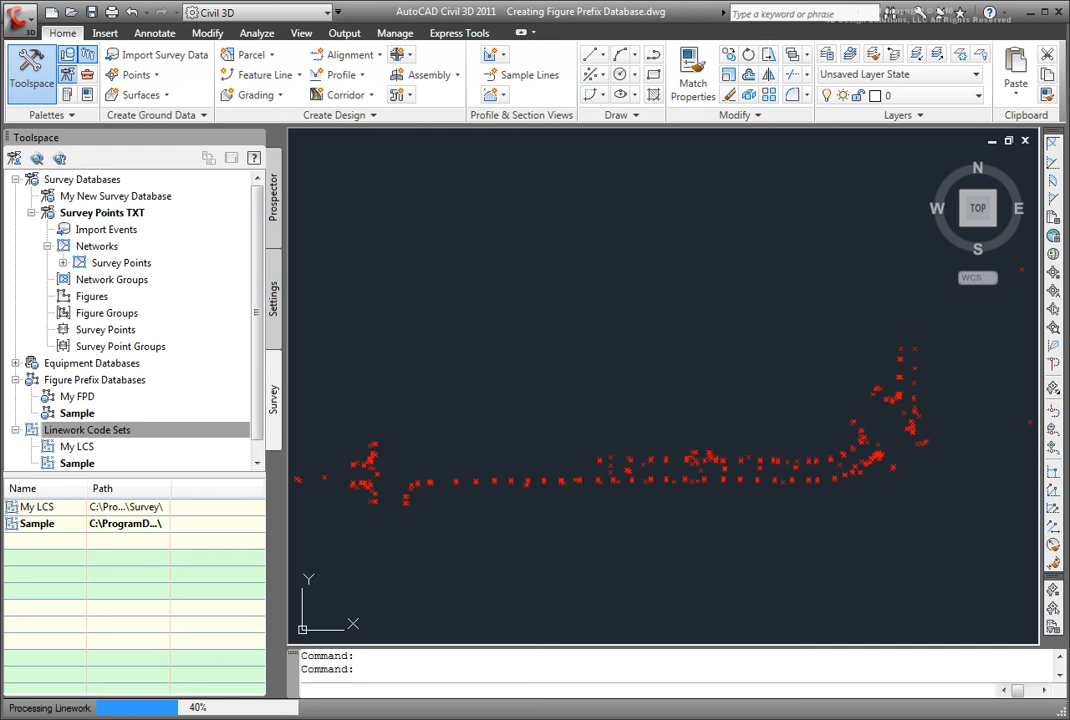 Civil 3D
AutoCAD Civil 3D 2011 Creating Figure Prefix Database.dwg
Type a keyword or phrase
3D
Home Insert Annotate Modify Analyze View Output Manage Express Tools
Toolspace
Import Survey Data
Points
Surfaces
Parcel
Feature Line
Grading
Alignment
Profile
Corridor
Assembly
Sample Lines
Match
Properties
Unsaved Layer State
0
Paste
Palettes Create Ground Data Create Design Profile & Section Views Draw Modify Layers Clipboard
Toolspace
Survey Databases
My New Survey Database
Survey Points TXT
Import Events
Networks
Survey Points
Network Groups
Figures
Figure Groups
Survey Points
Survey Point Groups
Equipment Databases
Figure Prefix Databases
My FPD
Sample
Linework Code Sets
My LCS
Sample
Prospector
Settings
Survey
Name Path
My LCS C:\Pro...\Survey\
Sample C:\ProgramD...\
N
W TOP E
S
WCS
Y
X
Command:
Command:
Processing Linework 40%